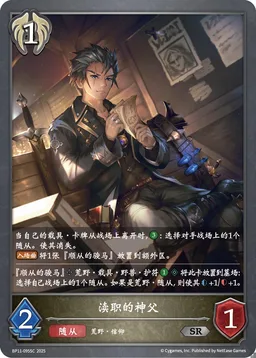 1
当自己的载具·卡牌从战场上离开时，3：选择对手战场上的1个
随从。使其消失。
入场曲 将1张『顺从的骏马』放置到额外区。
『顺从的骏马』荒野·载具·野兽·护符 1 将此卡放置到墓场：
选择自己战场上的1个随从。如果是荒野·随从，则使其 +1/ +1。
渎职的神父
2
随从
荒野·信仰
SR
1
BP11-095SC 2025
© Cygames, Inc. Published by NetEase Games